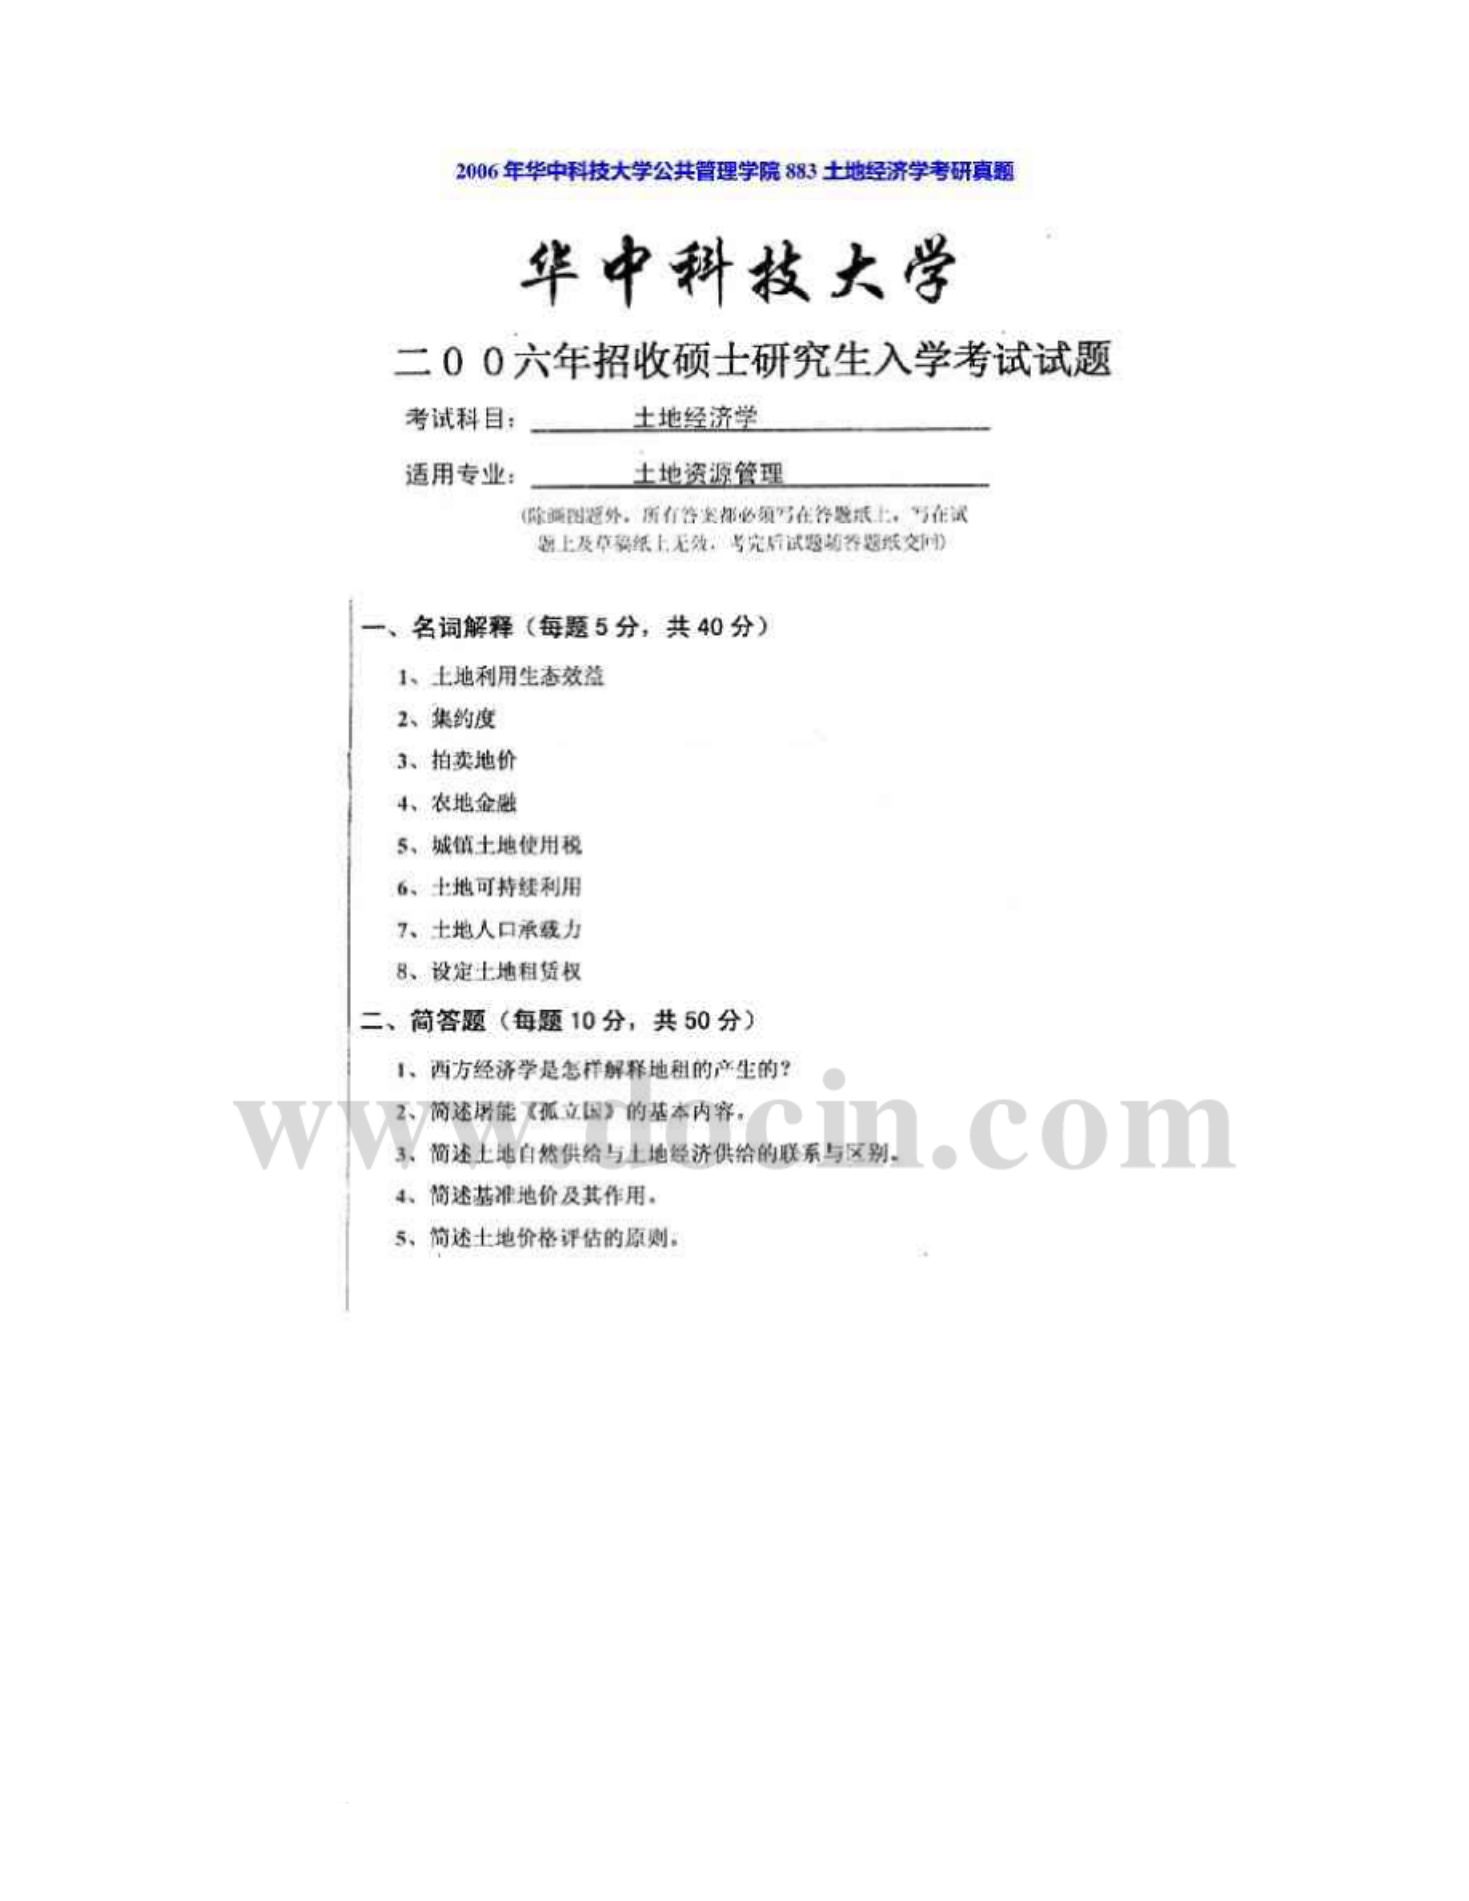 2006 年华中科技大学公共管理学院 883 土地经济学考研真题
华中科技大学
二００六年招收硕士研究生入学考试试题
考试科目： 土地经济学
适用专业： 土地资源管理
(除画图题外，所有答案都必须写在答题纸上，写在试
题上及草稿纸上无效，考完后试题随答题纸交回)
一、名词解释（每题 5 分，共 40 分）
1、土地利用生态效益
2、集约度
3、拍卖地价
4、农地金融
5、城镇土地使用税
6、土地可持续利用
7、土地人口承载力
8、设定土地租赁权
二、简答题（每题 10 分，共 50 分）
1、西方经济学是怎样解释地租的产生的？
2、简述屠能《孤立国》的基本内容。
3、简述土地自然供给与土地经济供给的联系与区别。
4、简述基准地价及其作用。
5、简述土地价格评估的原则。
www.docin.com